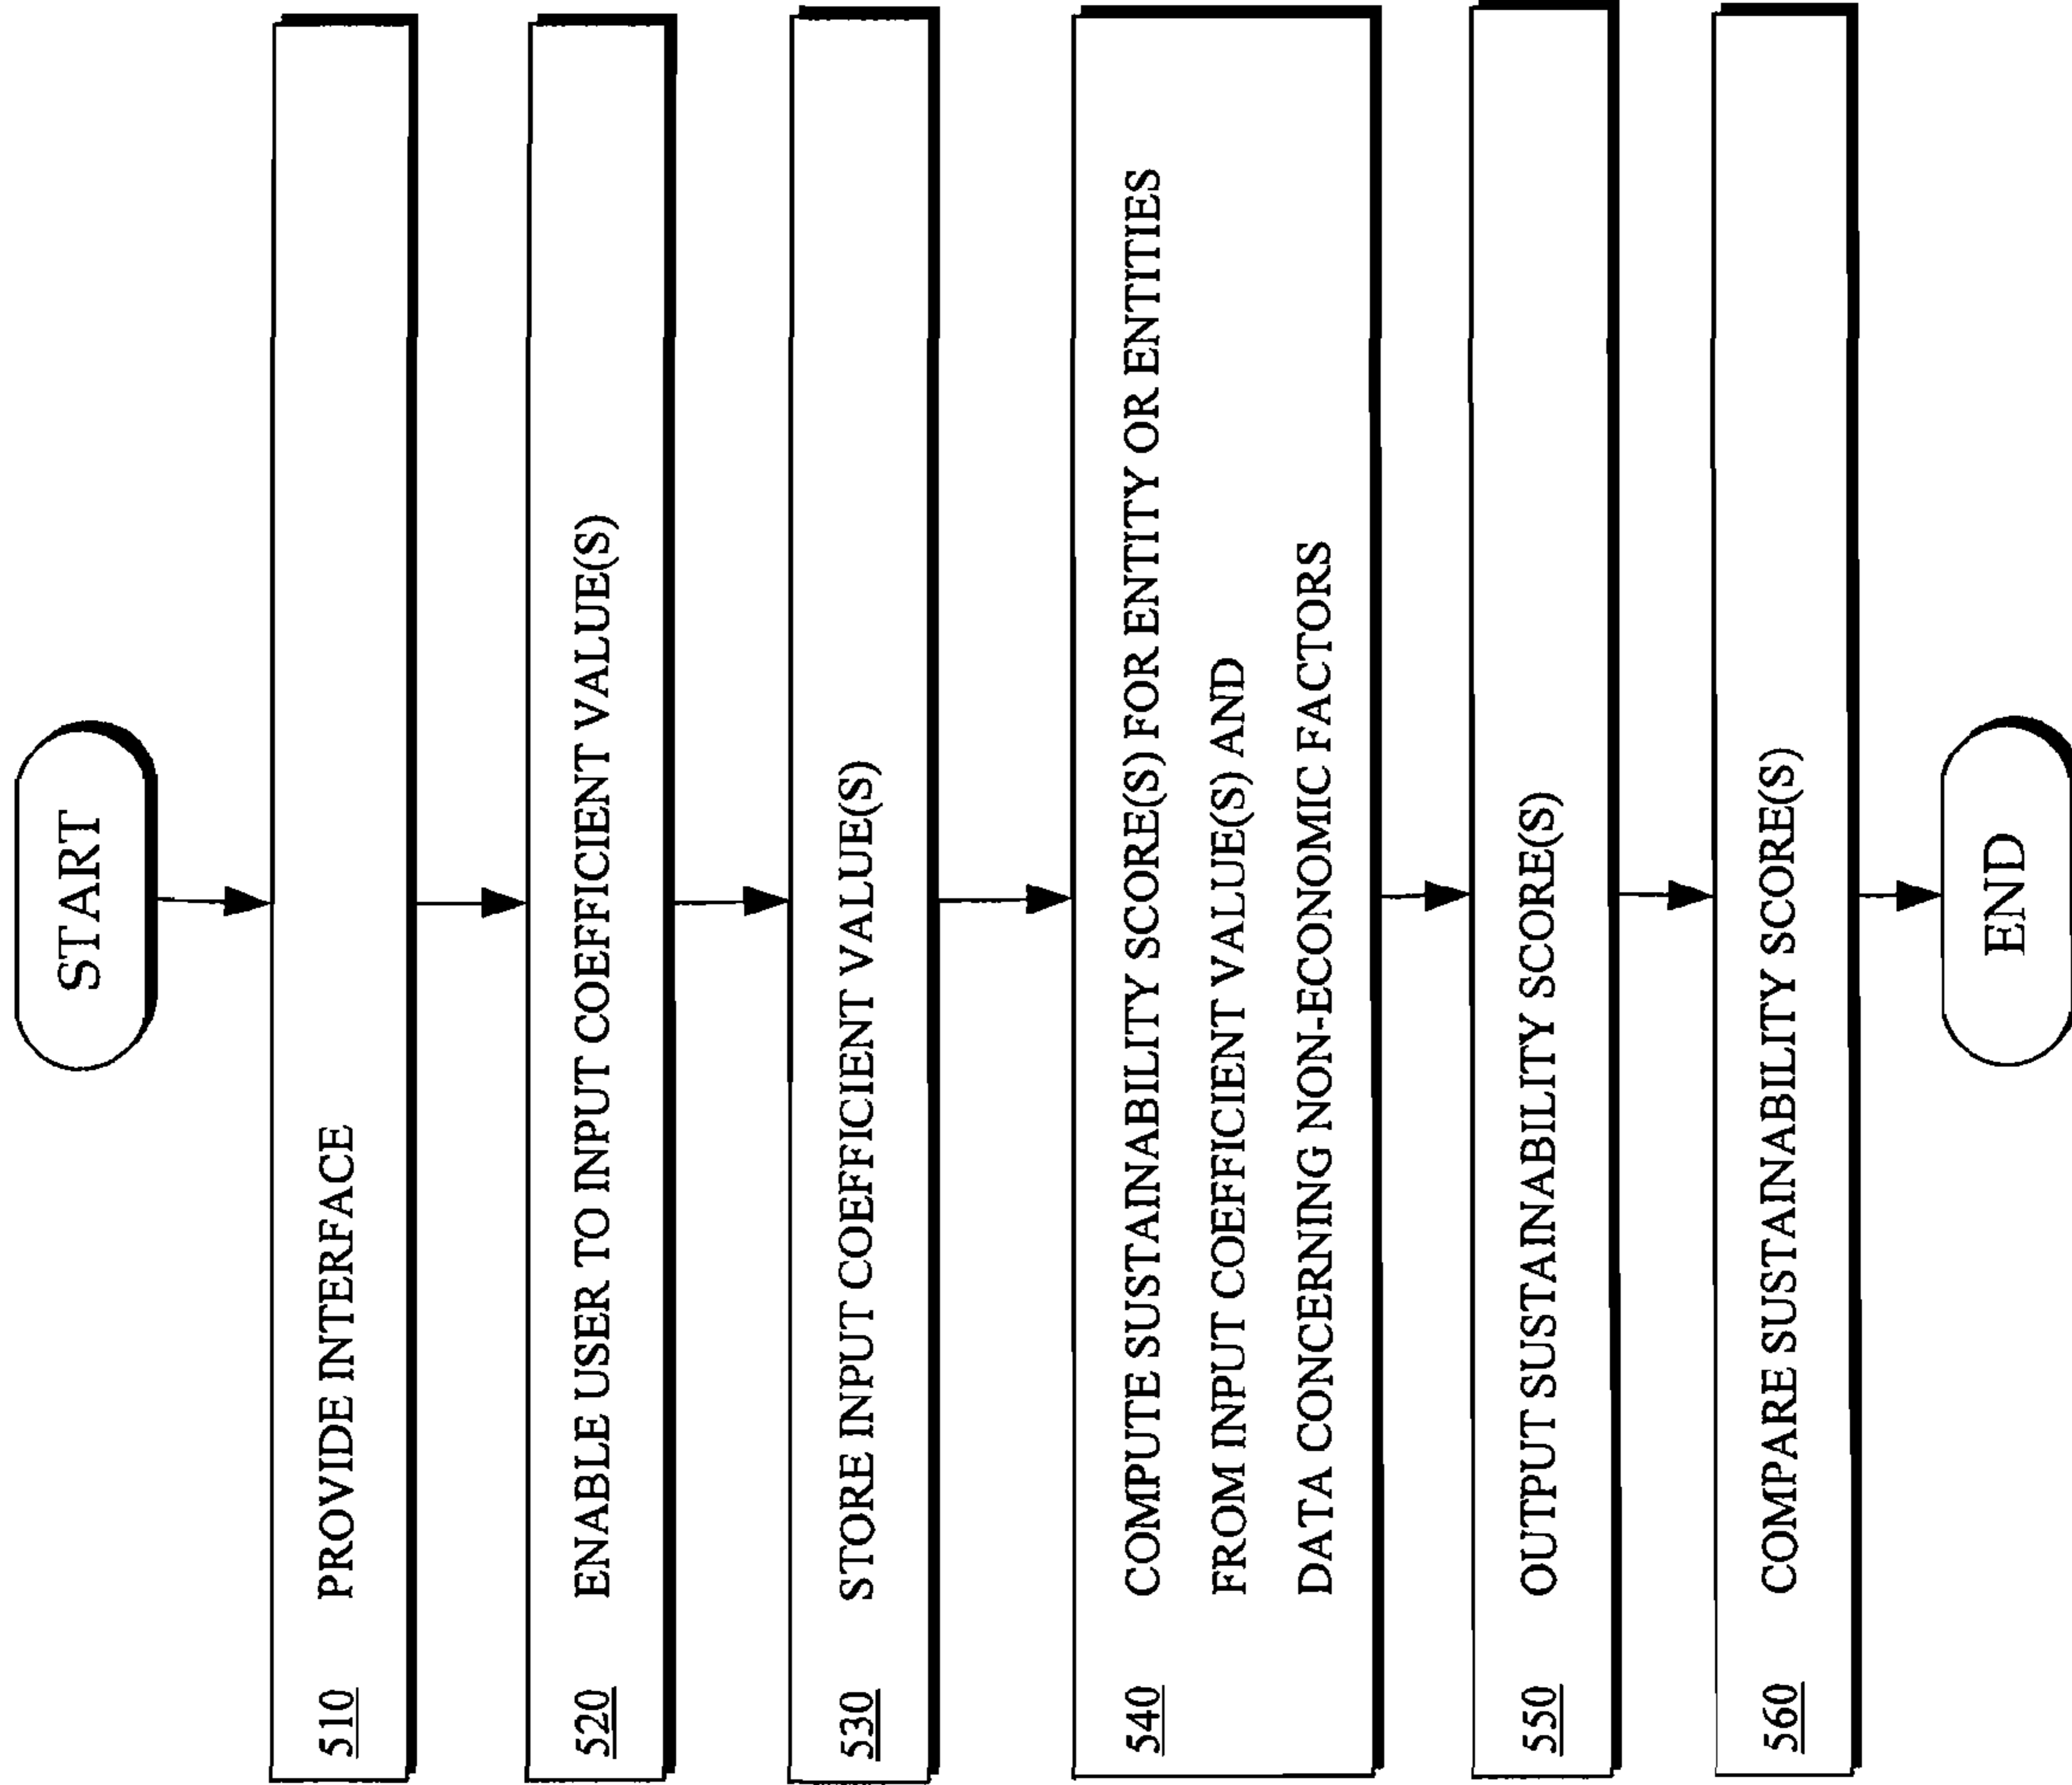 START
510 PROVIDE INTERFACE
520 ENABLE USER TO INPUT COEFFICIENT VALUE(S)
530 STORE INPUT COEFFICIENT VALUE(S)
540 COMPUTE SUSTAINABILITY SCORE(S) FOR ENTITY OR ENTITIES
FROM INPUT COEFFICIENT VALUE(S) AND
DATA CONCERNING NON-ECONOMIC FACTORS
550 OUTPUT SUSTAINABILITY SCORE(S)
560 COMPARE SUSTAINABILITY SCORE(S)
END